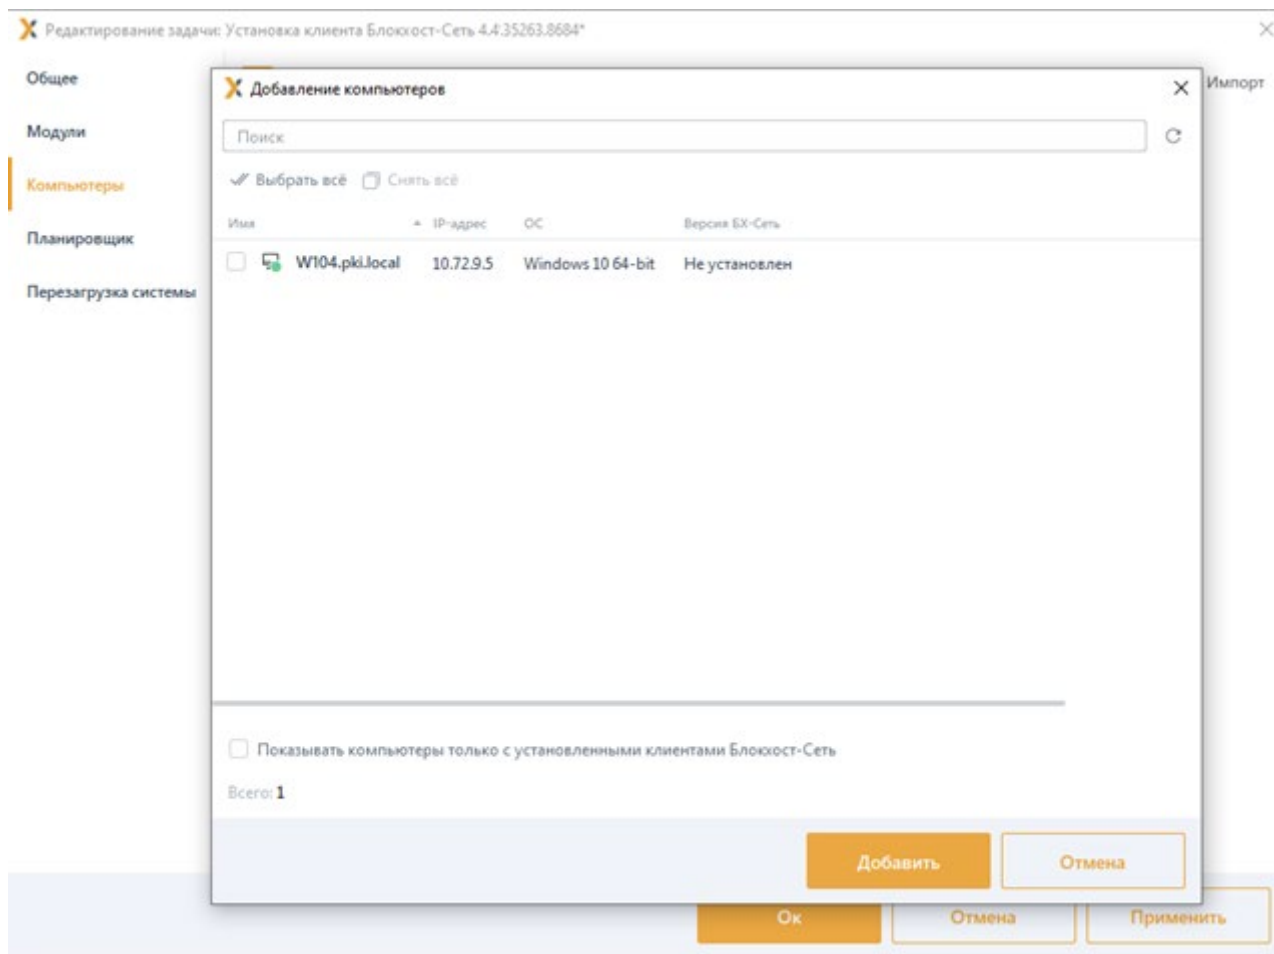 Редактирование задачи: Установка клиента Блокхост-Сеть 4.4:35263.8684*
Общее
Модули
Компьютеры
Планировщик
Перезагрузка системы
Импорт
Добавление компьютеров
Поиск
Выбрать всё Снять всё
Имя IP-адрес ОС Версия БХ-Сеть
W104.pki.local 10.72.9.5 Windows 10 64-bit Не установлен
Показывать компьютеры только с установленными клиентами Блокхост-Сеть
Всего: 1
Добавить Отмена
Ок Отмена Применить